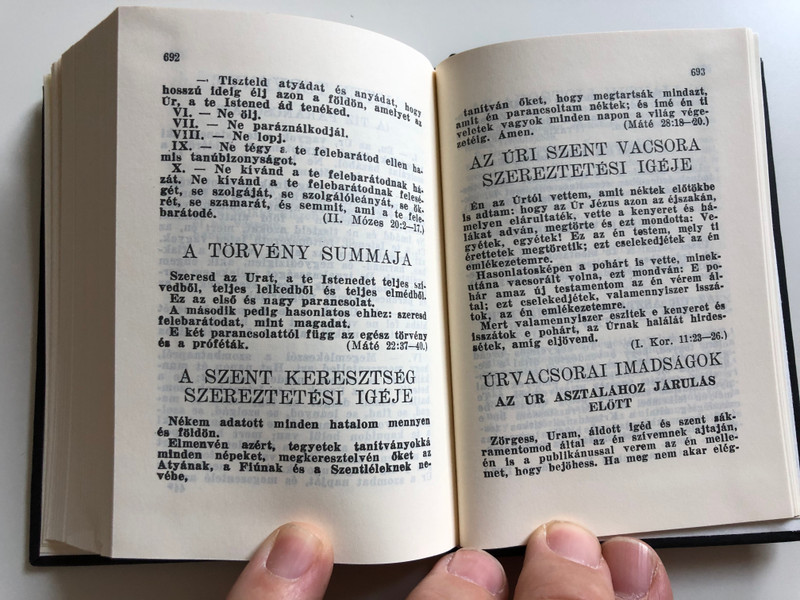 692
— Tiszteld atyádat és anyádat, hogy
hosszú ideig élj azon a földön, amelyet az
Úr, a te Istened ád tenéked.
VI. — Ne ölj.
VII. — Ne paráználkodjál.
VIII. — Ne lopj.
IX. — Ne tégy a te felebarátod ellen ha-
mis tanúbizonyságot.
X. — Ne kívánd a te felebarátodnak há-
zát. Ne kívánd a te felebarátodnak felesé-
gét, se szolgáját, se szolgálóleányát, se ök-
rét, se szamarát, és semmit, ami a te fele-
barátodé. (II. Mózes 20:2—17.)
A TÖRVÉNY SUMMÁJA
Szeresd az Urat, a te Istenedet teljes szí-
vedből, teljes lelkedből és teljes elmédből.
Ez az első és nagy parancsolat.
A második pedig hasonlatos ehhez: szeresd
felebarátodat, mint magadat.
E két parancsolattól függ az egész törvény
és a próféták. (Máté 22:37—40.)
A SZENT KERESZTSÉG
SZEREZTETÉSI IGÉJE
Nékem adatott minden hatalom mennyen
és földön.
Elmenvén azért, tegyetek tanítványokká
minden népeket, megkeresztelvén őket az
Atyának, a Fiúnak és a Szentléleknek ne-
vébe,
693
tanítván őket, hogy megtartsák mindazt,
amit én parancsoltam néktek; és ímé én ti
veletek vagyok minden napon a világ vége-
zetéig. Ámen. (Máté 28:18—20.)
AZ ÚRI SZENT VACSORA
SZEREZTETÉSI IGÉJE
Én az Úrtól vettem, amit néktek előtökbe
is adtam: hogy az Úr Jézus azon az éjszakán,
melyen elárultaték, vette a kenyeret és há-
lákat adván, megtörte és ezt mondotta: Ve-
gyétek, egyétek! Ez az én testem, mely ti
érettetek megtöretik; ezt cselekedjétek az én
emlékezetemre.
Hasonlatosképen a pohárt is vette, minek-
utána vacsorált volna, ezt mondván: E po-
hár amaz új testamentom az én vérem ál-
tal; ezt cselekedjétek, valamennyiszer isszá-
tok, az én emlékezetemre.
Mert valamennyiszer eszitek e kenyeret és
isszátok e pohárt, az Úrnak halálát hirdes-
sétek, amíg eljövend.
(I. Kor. 11:23—26.)
ÚRVACSORAI IMÁDSÁGOK
AZ ÚR ASZTALÁHOZ JÁRULÁS
ELŐTT
Zörgess, Uram, áldott igéd és szent sák-
ramentomod által az én szívemnek ajtaján,
én is a publikánussal verem az én melle-
met, hogy bejöhess. Ha meg nem akar elég-